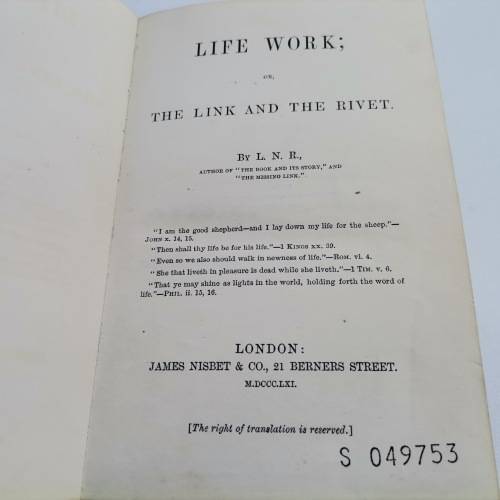 LIFE WORK;
OR,
THE LINK AND THE RIVET.
BY L. N. R.,
AUTHOR OF "THE BOOK AND ITS STORY," AND
"THE MISSING LINK."
"I am the good shepherd—and I lay down my life for the sheep."—
JOHN x. 14, 15.
"Then shall thy life be for his life."—1 KINGS xx. 39.
"Even so we also should walk in newness of life."—ROM. vi. 4.
"She that liveth in pleasure is dead while she liveth."—1 TIM. v. 6.
"That ye may shine as lights in the world, holding forth the word of
life."—PHIL. ii. 15, 16.
LONDON:
JAMES NISBET & CO., 21 BERNERS STREET.
M.DCCC.LXI.
[The right of translation is reserved.]
S 049753